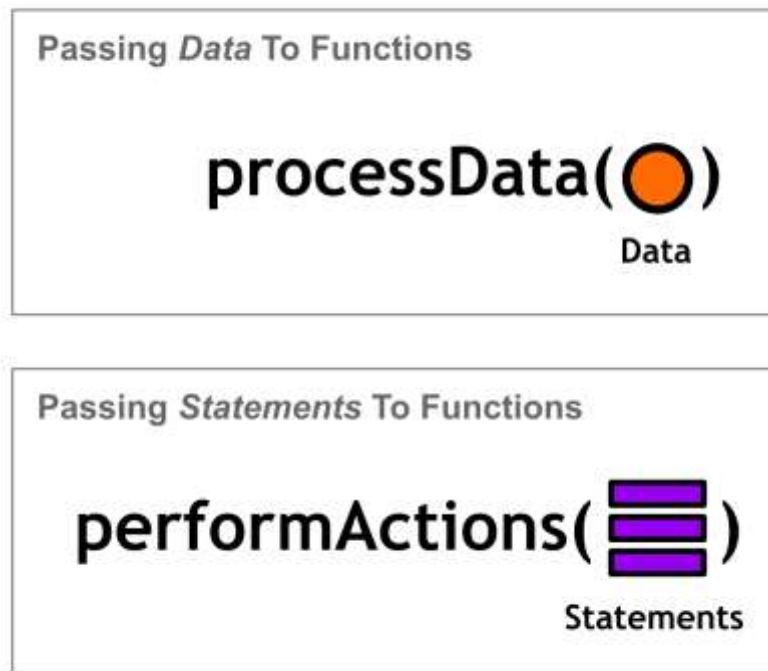 Passing Data To Functions
processData( )
Data
Passing Statements To Functions
performActions( )
Statements